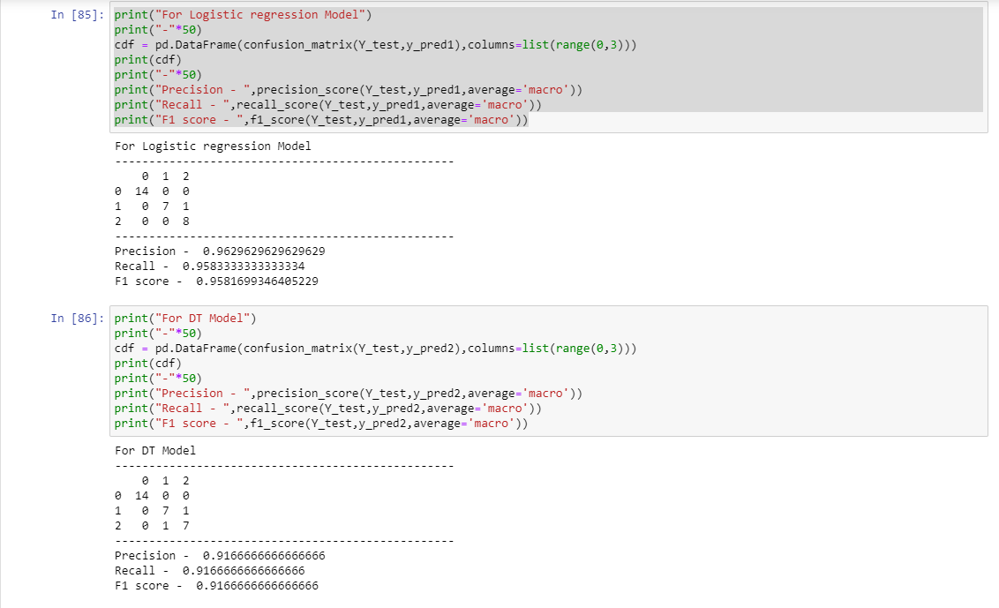 In [85]: print("For Logistic regression Model")
print("-"*50)
cdf = pd.DataFrame(confusion_matrix(Y_test,y_pred1),columns=list(range(0,3)))
print(cdf)
print("-"*50)
print("Precision - ",precision_score(Y_test,y_pred1,average='macro'))
print("Recall - ",recall_score(Y_test,y_pred1,average='macro'))
print("F1 score - ",f1_score(Y_test,y_pred1,average='macro'))
For Logistic regression Model
--------------------------------------------------
    0  1  2
0  14  0  0
1   0  7  1
2   0  0  8
--------------------------------------------------
Precision -  0.9629629629629629
Recall -  0.9583333333333334
F1 score -  0.9581699346405229
In [86]: print("For DT Model")
print("-"*50)
cdf = pd.DataFrame(confusion_matrix(Y_test,y_pred2),columns=list(range(0,3)))
print(cdf)
print("-"*50)
print("Precision - ",precision_score(Y_test,y_pred2,average='macro'))
print("Recall - ",recall_score(Y_test,y_pred2,average='macro'))
print("F1 score - ",f1_score(Y_test,y_pred2,average='macro'))
For DT Model
--------------------------------------------------
    0  1  2
0  14  0  0
1   0  7  1
2   0  1  7
--------------------------------------------------
Precision -  0.9166666666666666
Recall -  0.9166666666666666
F1 score -  0.9166666666666666